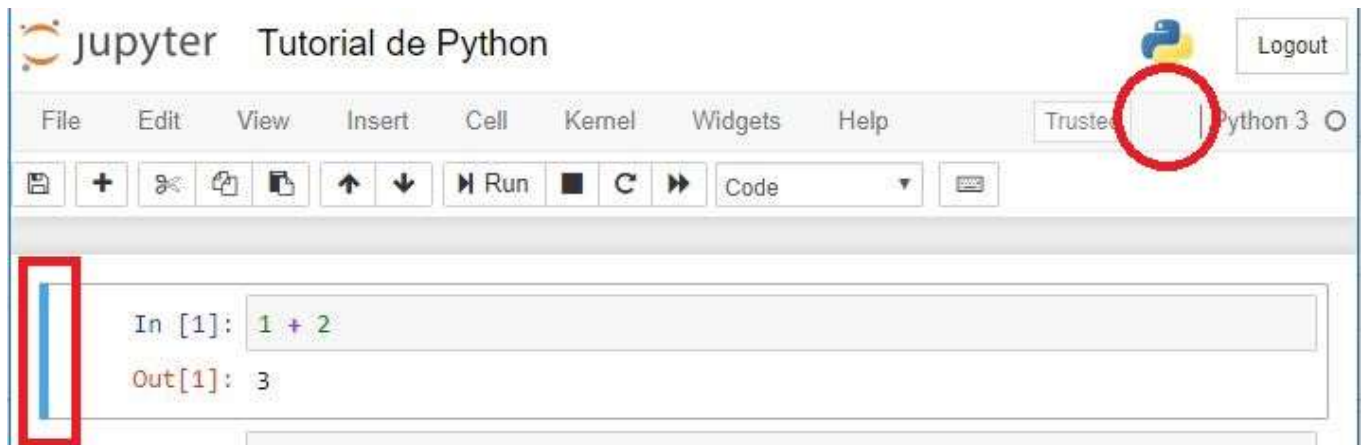 jupyter Tutorial de Python
Logout
File Edit View Insert Cell Kernel Widgets Help Trusted Python 3
Run Code
In [1]: 1 + 2
Out[1]: 3